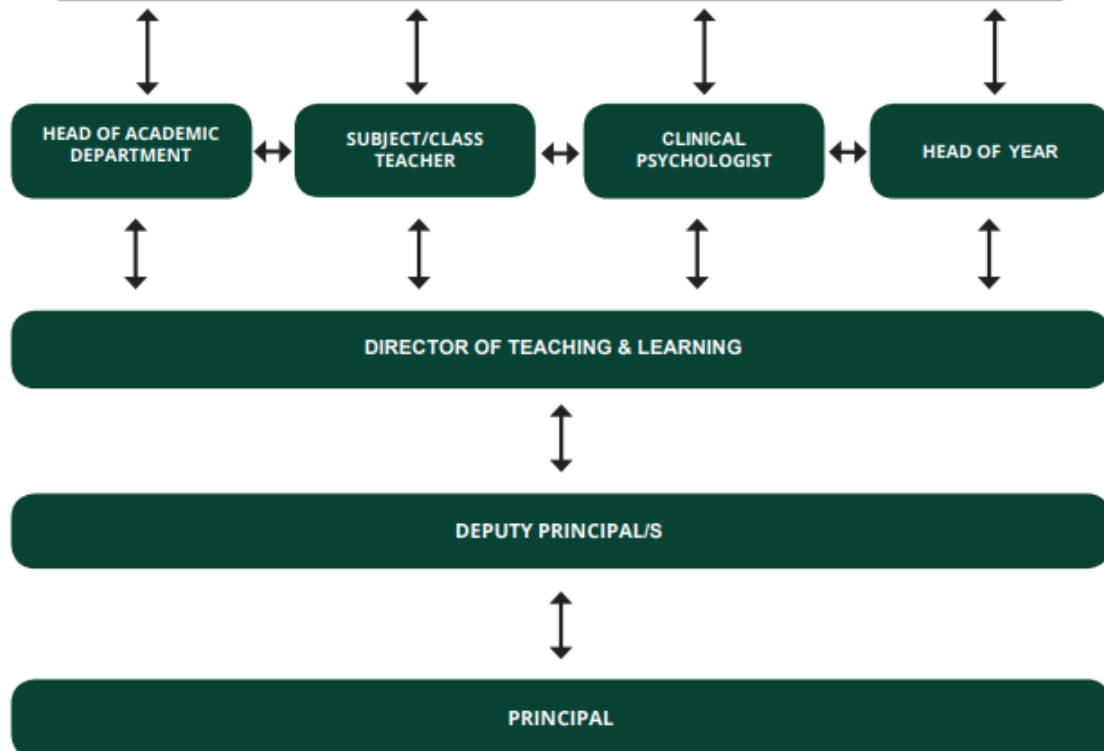 HEAD OF ACADEMIC
DEPARTMENT
SUBJECT/CLASS
TEACHER
CLINICAL
PSYCHOLOGIST
HEAD OF YEAR
DIRECTOR OF TEACHING & LEARNING
DEPUTY PRINCIPAL/S
PRINCIPAL